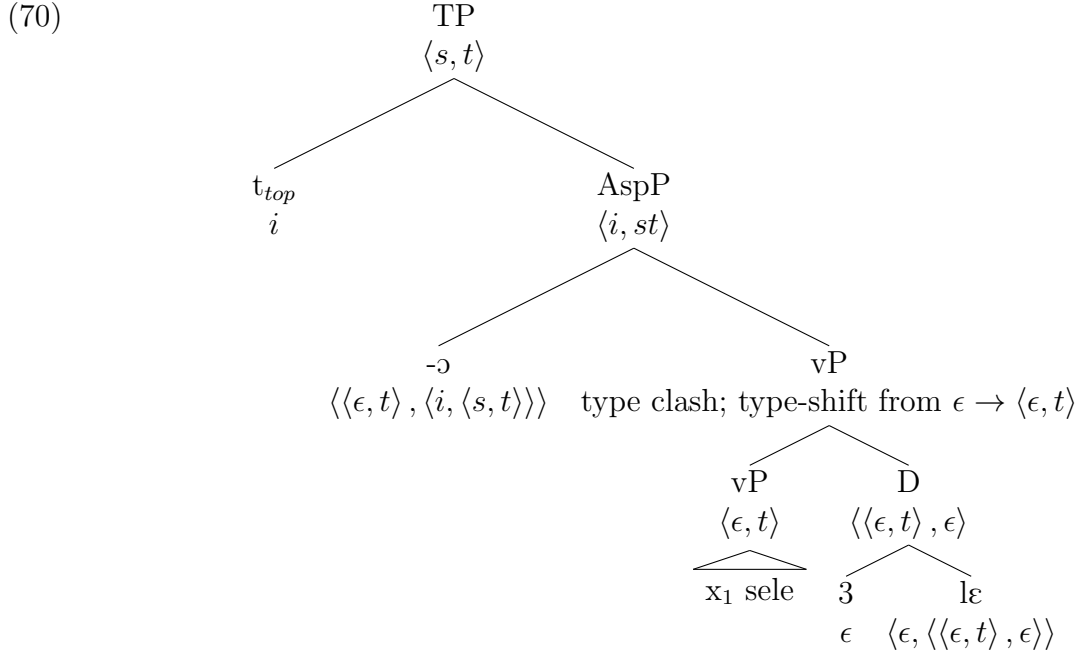 (70)
TP
⟨s, t⟩
t_top AspP
i ⟨i, st⟩
-ɔ vP
⟨⟨ϵ, t⟩ , ⟨i, ⟨s, t⟩⟩⟩ type clash; type-shift from ϵ → ⟨ϵ, t⟩
vP D
⟨ϵ, t⟩ ⟨⟨ϵ, t⟩ , ϵ⟩
x₁ sele 3 lɛ
ϵ ⟨ϵ, ⟨⟨ϵ, t⟩ , ϵ⟩⟩